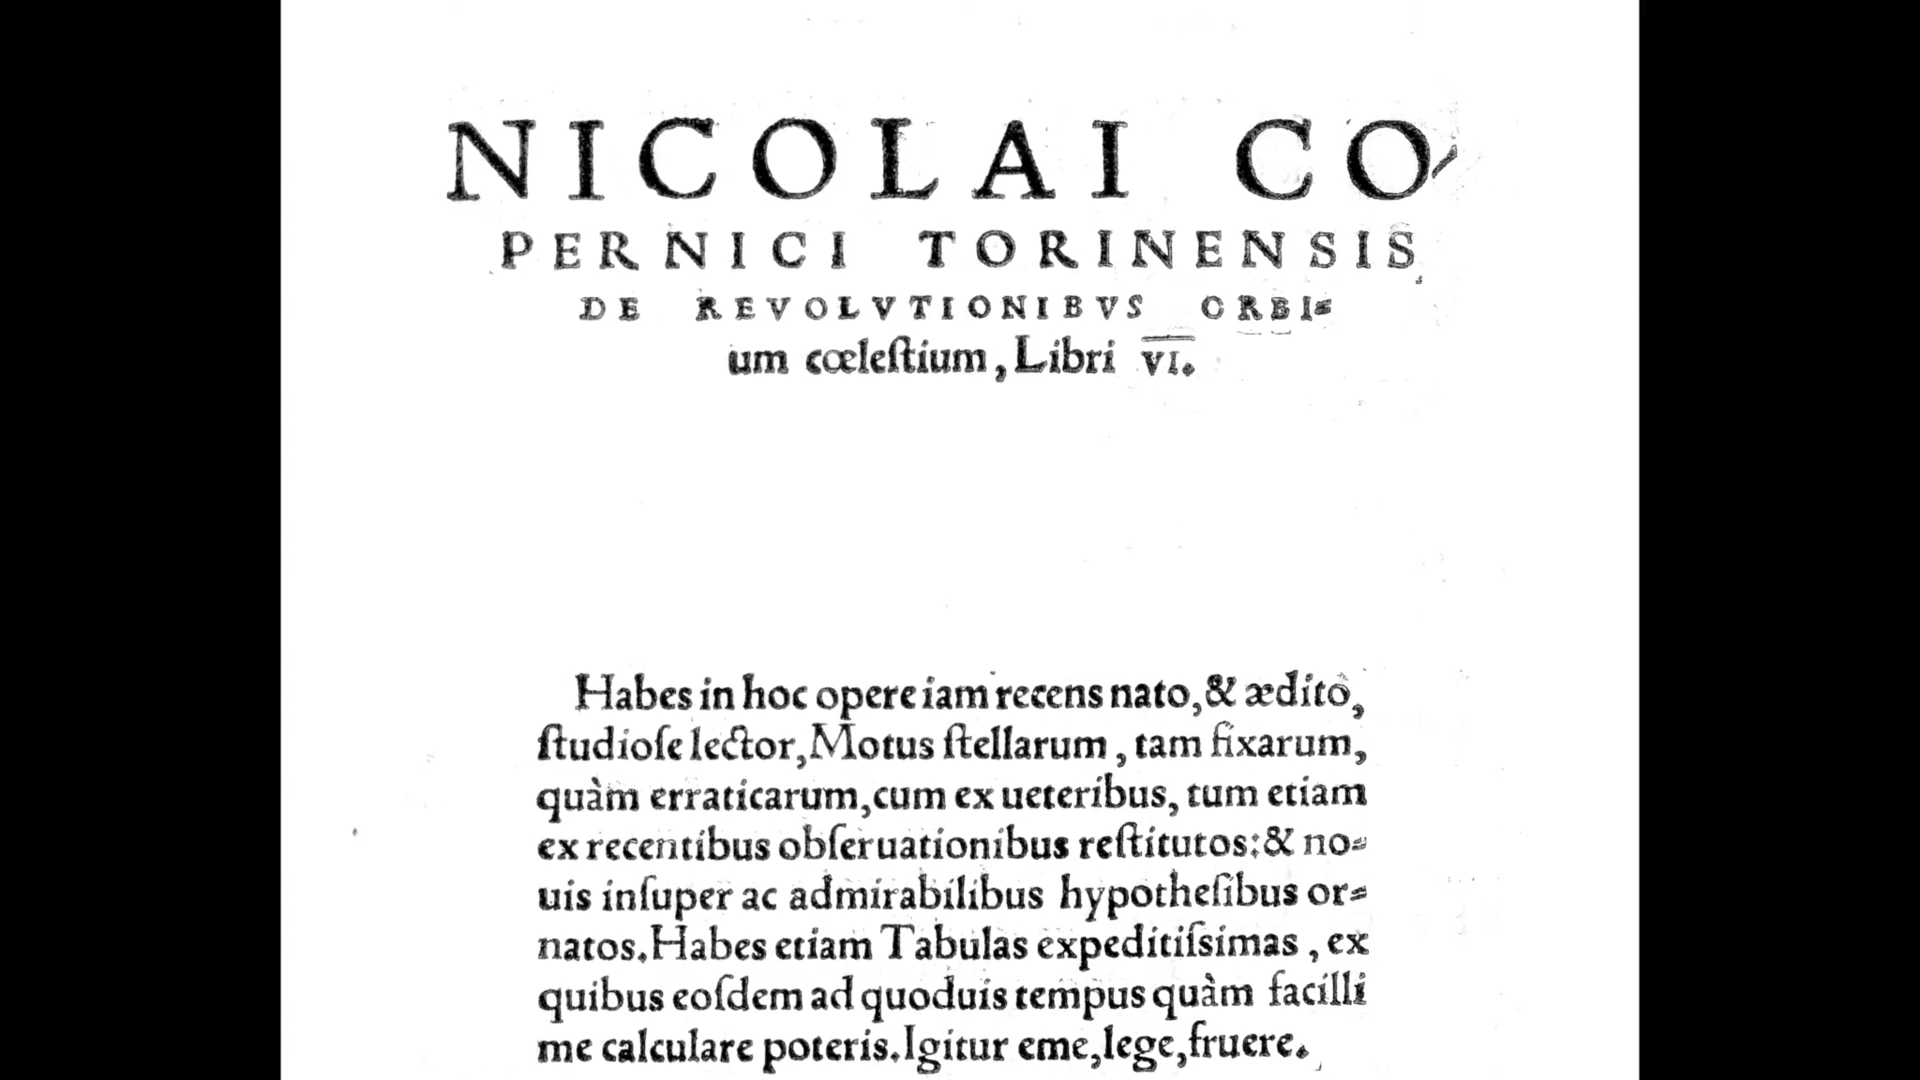 NICOLAI CO-
PERNICI TORINENSIS
DE REVOLVTIONIBVS ORBI=
um cœleſtium, Libri VI.
Habes in hoc opere iam recens nato, & ædito,
ſtudioſe lector, Motus ſtellarum, tam fixarum,
quàm erraticarum, cum ex ueteribus, tum etiam
ex recentibus obſeruationibus reſtitutos: & no=
uis inſuper ac admirabilibus hypotheſibus or=
natos. Habes etiam Tabulas expeditiſsimas, ex
quibus eoſdem ad quoduis tempus quàm facilli
me calculare poteris. Igitur eme, lege, fruere.